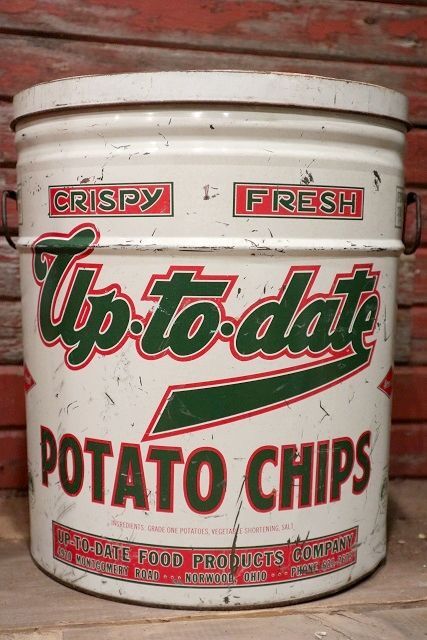 CRISPY FRESH
Up-to-date
POTATO CHIPS
INGREDIENTS: GRADE ONE POTATOES, VEGETABLE SHORTENING, SALT
UP-TO-DATE FOOD PRODUCTS COMPANY
MONTGOMERY ROAD ··· NORWOOD, OHIO ··· PHONE